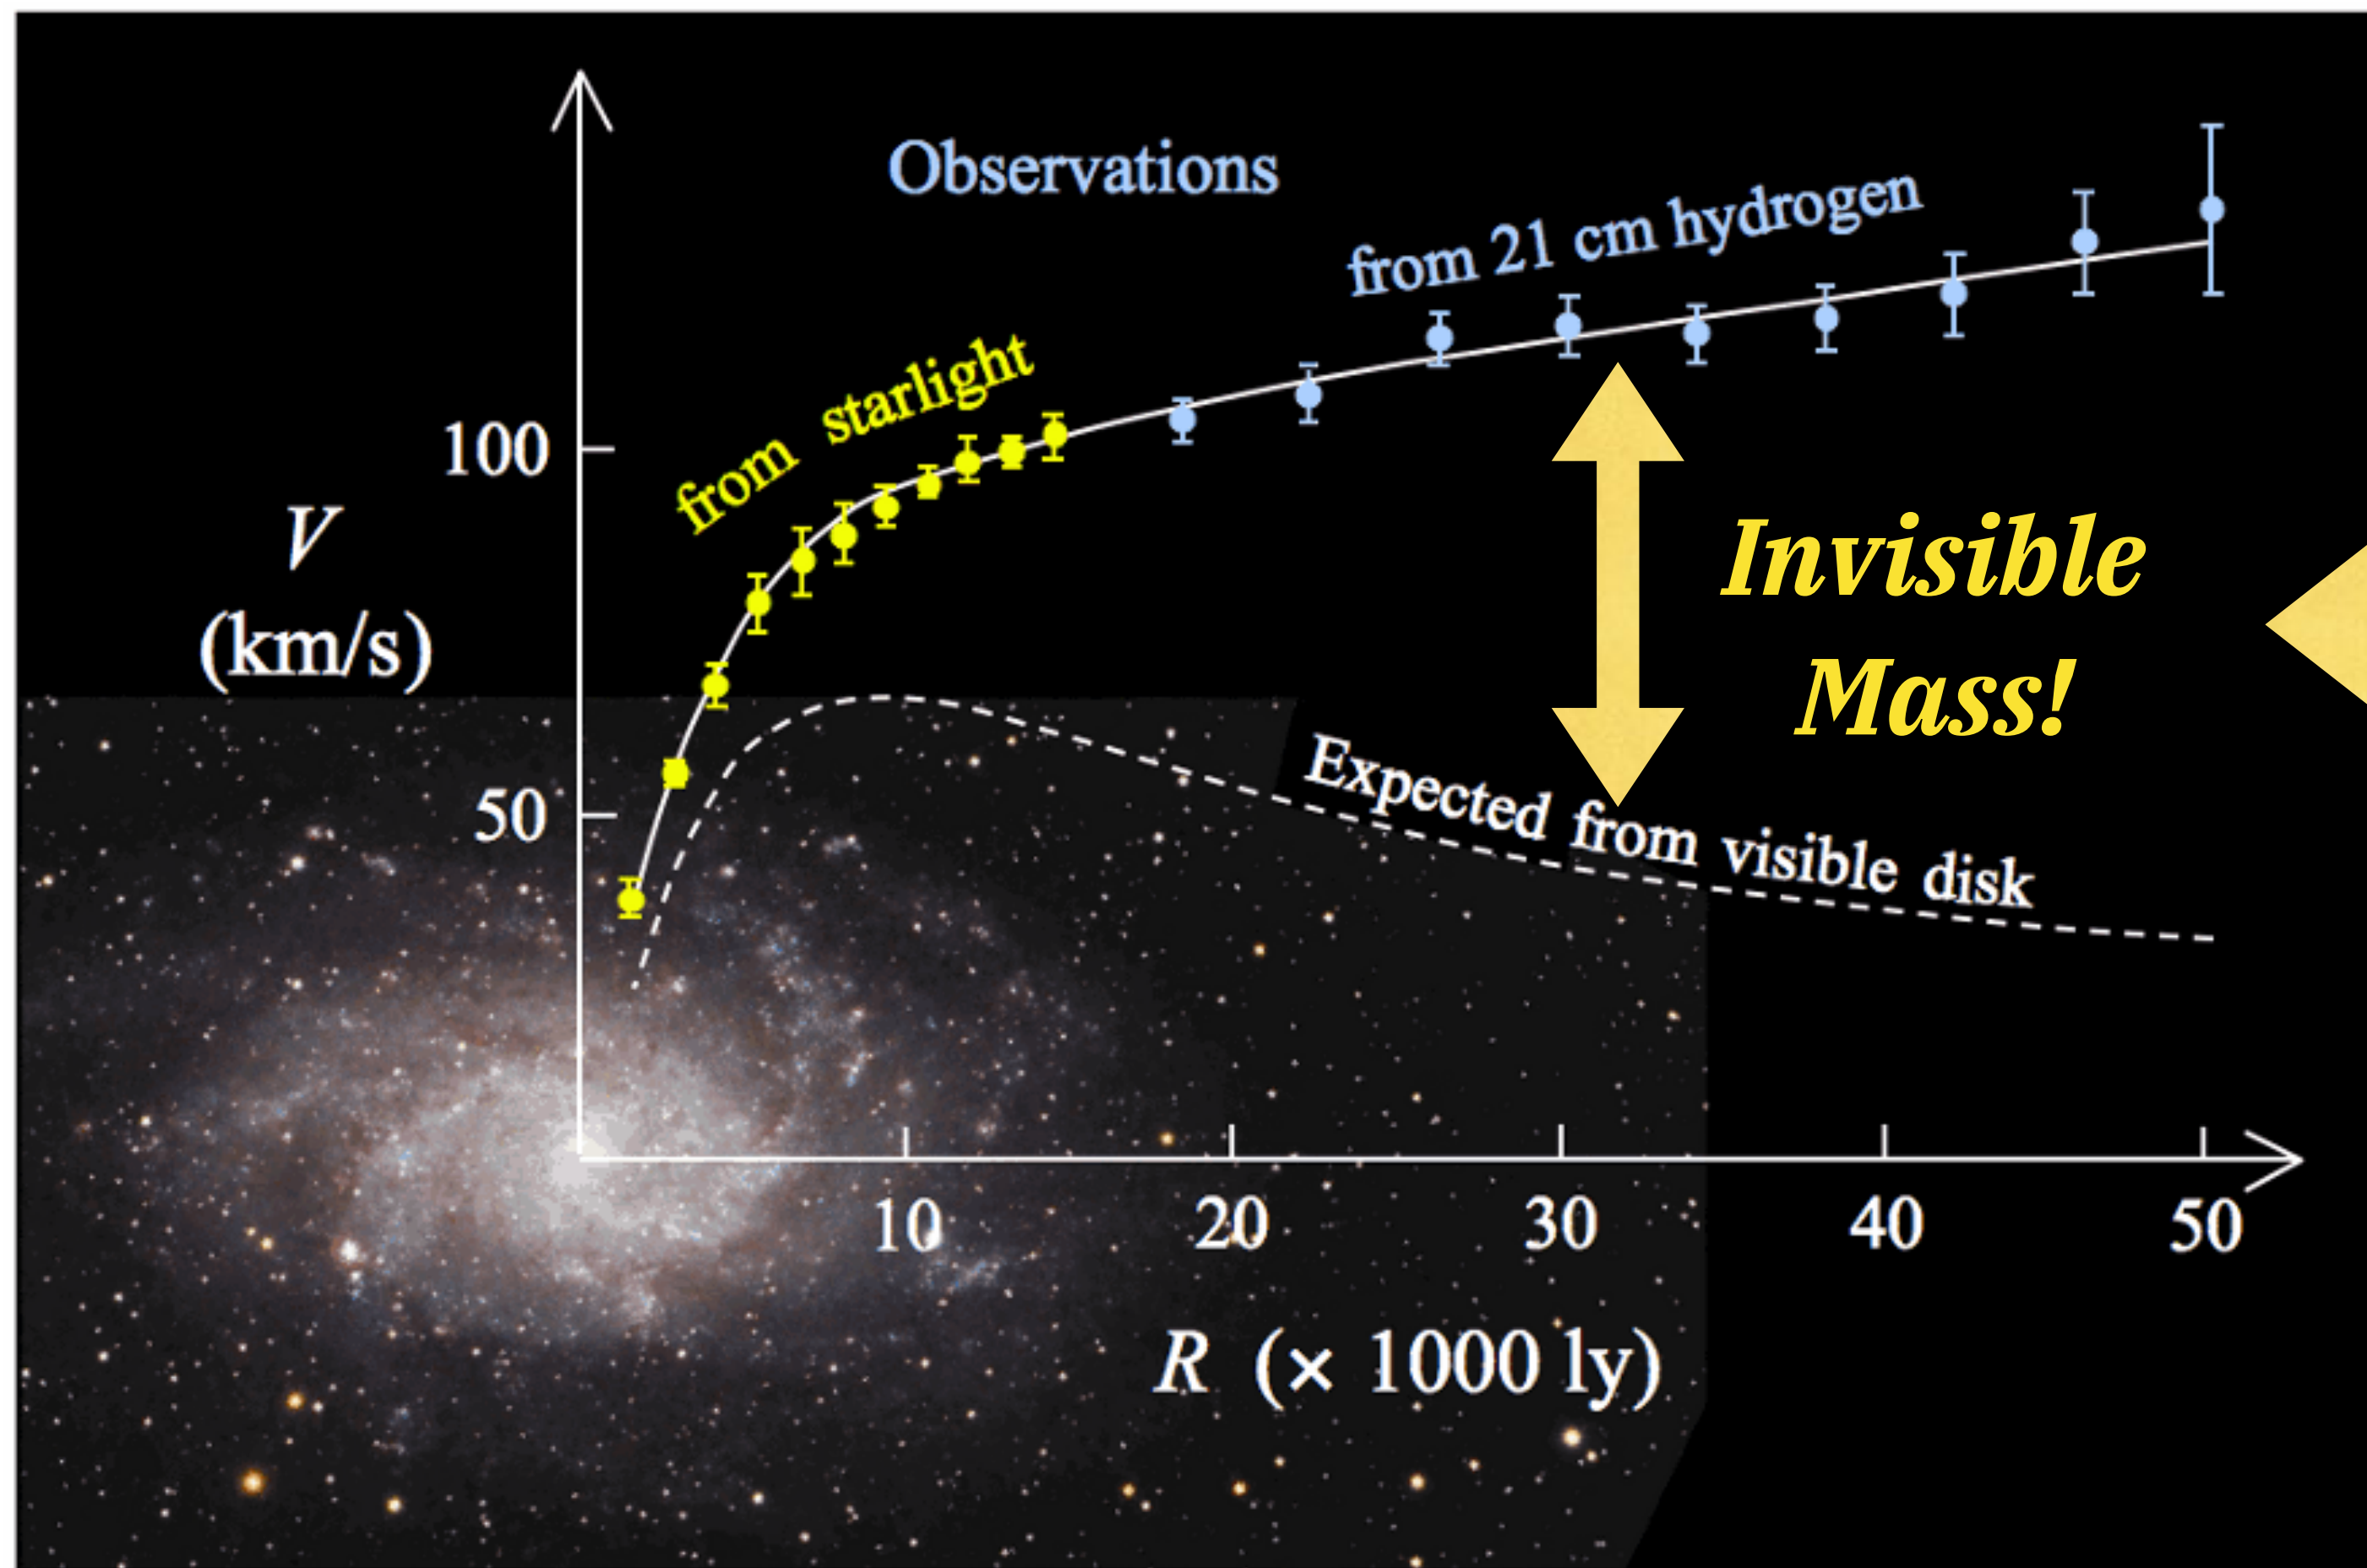 Observations
from 21 cm hydrogen
from starlight
100
V
(km/s)
Invisible
Mass!
50
Expected from visible disk
10 20 30 40 50
R (× 1000 ly)